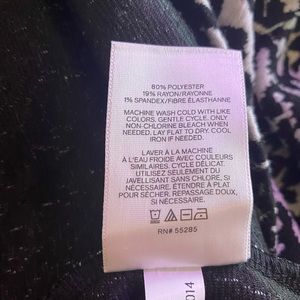 80% POLYESTER
19% RAYON/RAYONNE
1% SPANDEX/FIBRE ÉLASTHANNE
MACHINE WASH COLD WITH LIKE
COLORS. GENTLE CYCLE. ONLY
NON-CHLORINE BLEACH WHEN
NEEDED. LAY FLAT TO DRY. COOL
IRON IF NEEDED.
LAVER À LA MACHINE
À L'EAU FROIDE AVEC COULEURS
SIMILAIRES. CYCLE DÉLICAT.
UTILISEZ SEULEMENT DU
JAVELLISANT SANS CHLORE, SI
NÉCESSAIRE. ÉTENDRE À PLAT
POUR SÉCHER. REPASSAGE DOUX,
SI NÉCESSAIRE.
RN# 55285
014